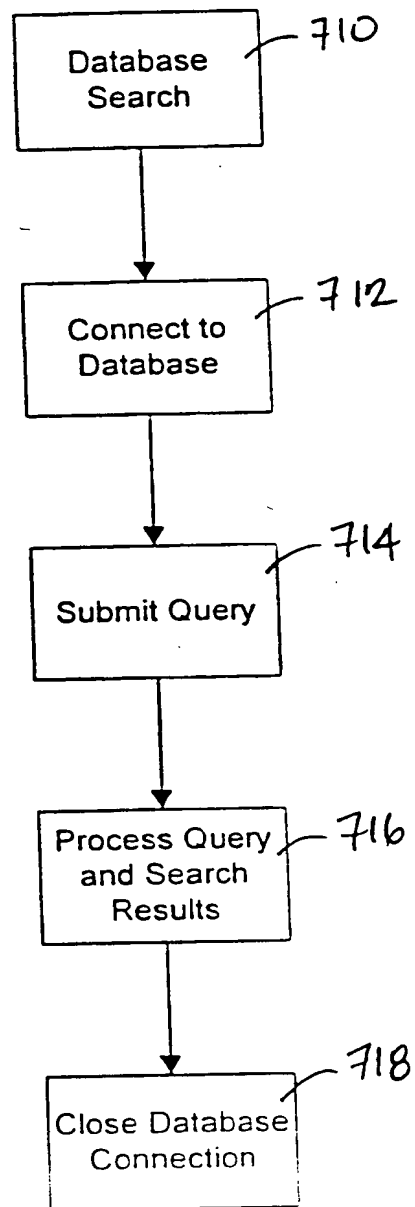 Database
Search
710
Connect to
Database
712
Submit Query
714
Process Query
and Search
Results
716
Close Database
Connection
718